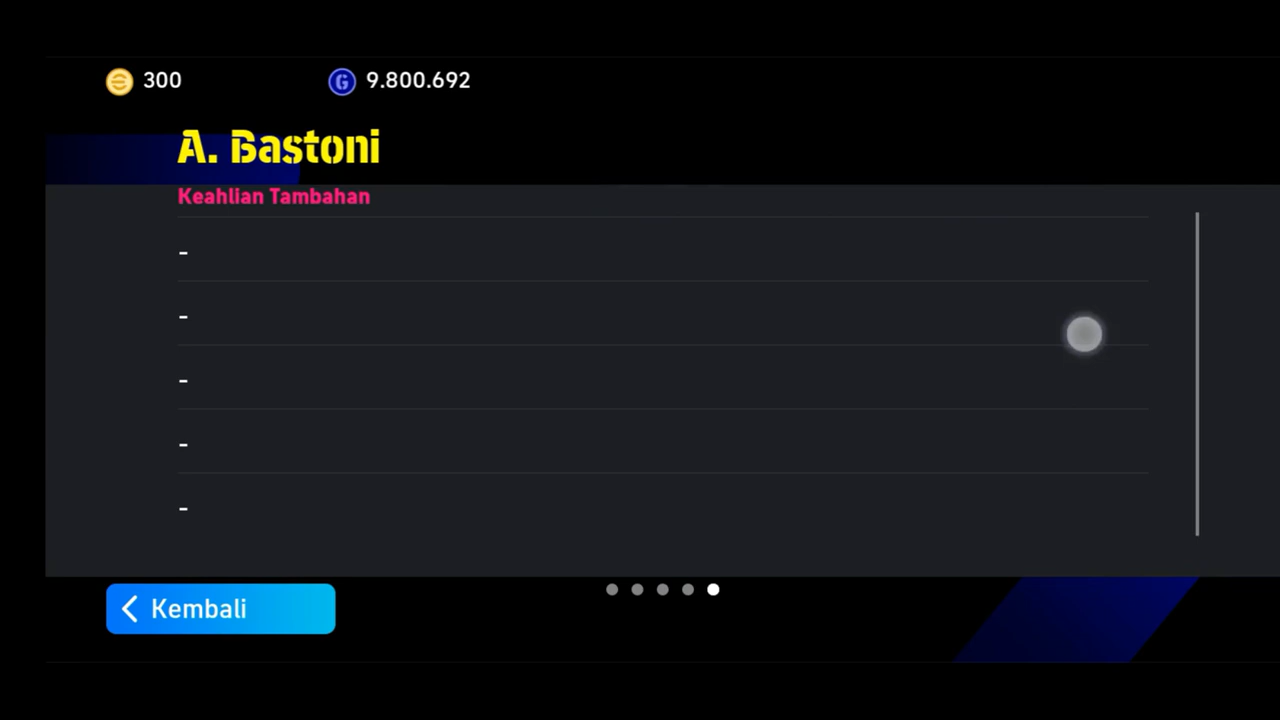 300
9.800.692
A. Bastoni
Keahlian Tambahan
-
-
-
-
-
Kembali